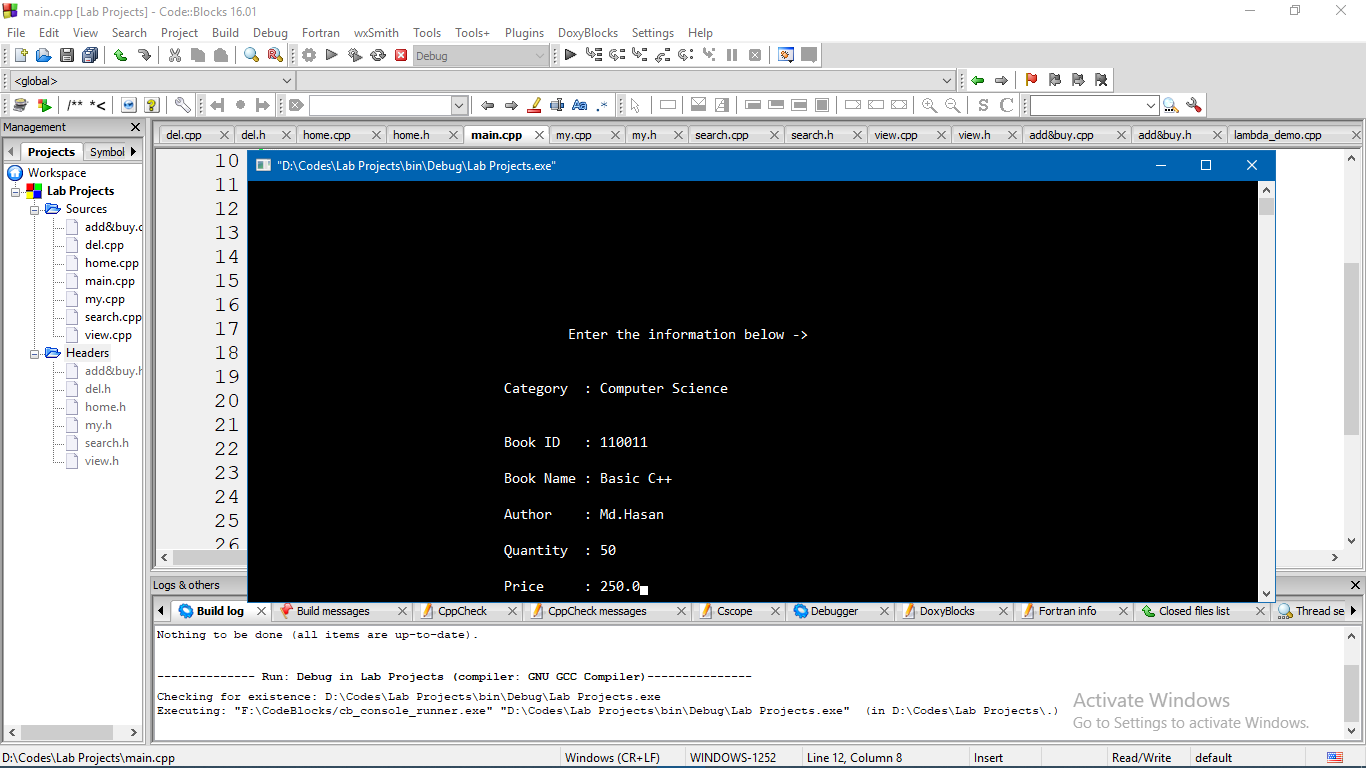 main.cpp [Lab Projects] - Code::Blocks 16.01
File Edit View Search Project Build Debug Fortran wxSmith Tools Tools+ Plugins DoxyBlocks Settings Help
Debug
<global>
/** *< Aa .* S C
Management
Projects Symbol
Workspace
Lab Projects
Sources
add&buy.c
del.cpp
home.cpp
main.cpp
my.cpp
search.cpp
view.cpp
Headers
add&buy.h
del.h
home.h
my.h
search.h
view.h
del.cpp del.h home.cpp home.h main.cpp my.cpp my.h search.cpp search.h view.cpp view.h add&buy.cpp add&buy.h lambda_demo.cpp
10
11
12
13
14
15
16
17
18
19
20
21
22
23
24
25
26
"D:\Codes\Lab Projects\bin\Debug\Lab Projects.exe"
Enter the information below ->
Category : Computer Science
Book ID : 110011
Book Name : Basic C++
Author : Md.Hasan
Quantity : 50
Price : 250.0
Logs & others
Build log Build messages CppCheck CppCheck messages Cscope Debugger DoxyBlocks Fortran info Closed files list Thread se
Nothing to be done (all items are up-to-date).
-------------- Run: Debug in Lab Projects (compiler: GNU GCC Compiler)---------------
Checking for existence: D:\Codes\Lab Projects\bin\Debug\Lab Projects.exe
Executing: "F:\CodeBlocks/cb_console_runner.exe" "D:\Codes\Lab Projects\bin\Debug\Lab Projects.exe" (in D:\Codes\Lab Projects\.)
Activate Windows
Go to Settings to activate Windows.
D:\Codes\Lab Projects\main.cpp Windows (CR+LF) WINDOWS-1252 Line 12, Column 8 Insert Read/Write default